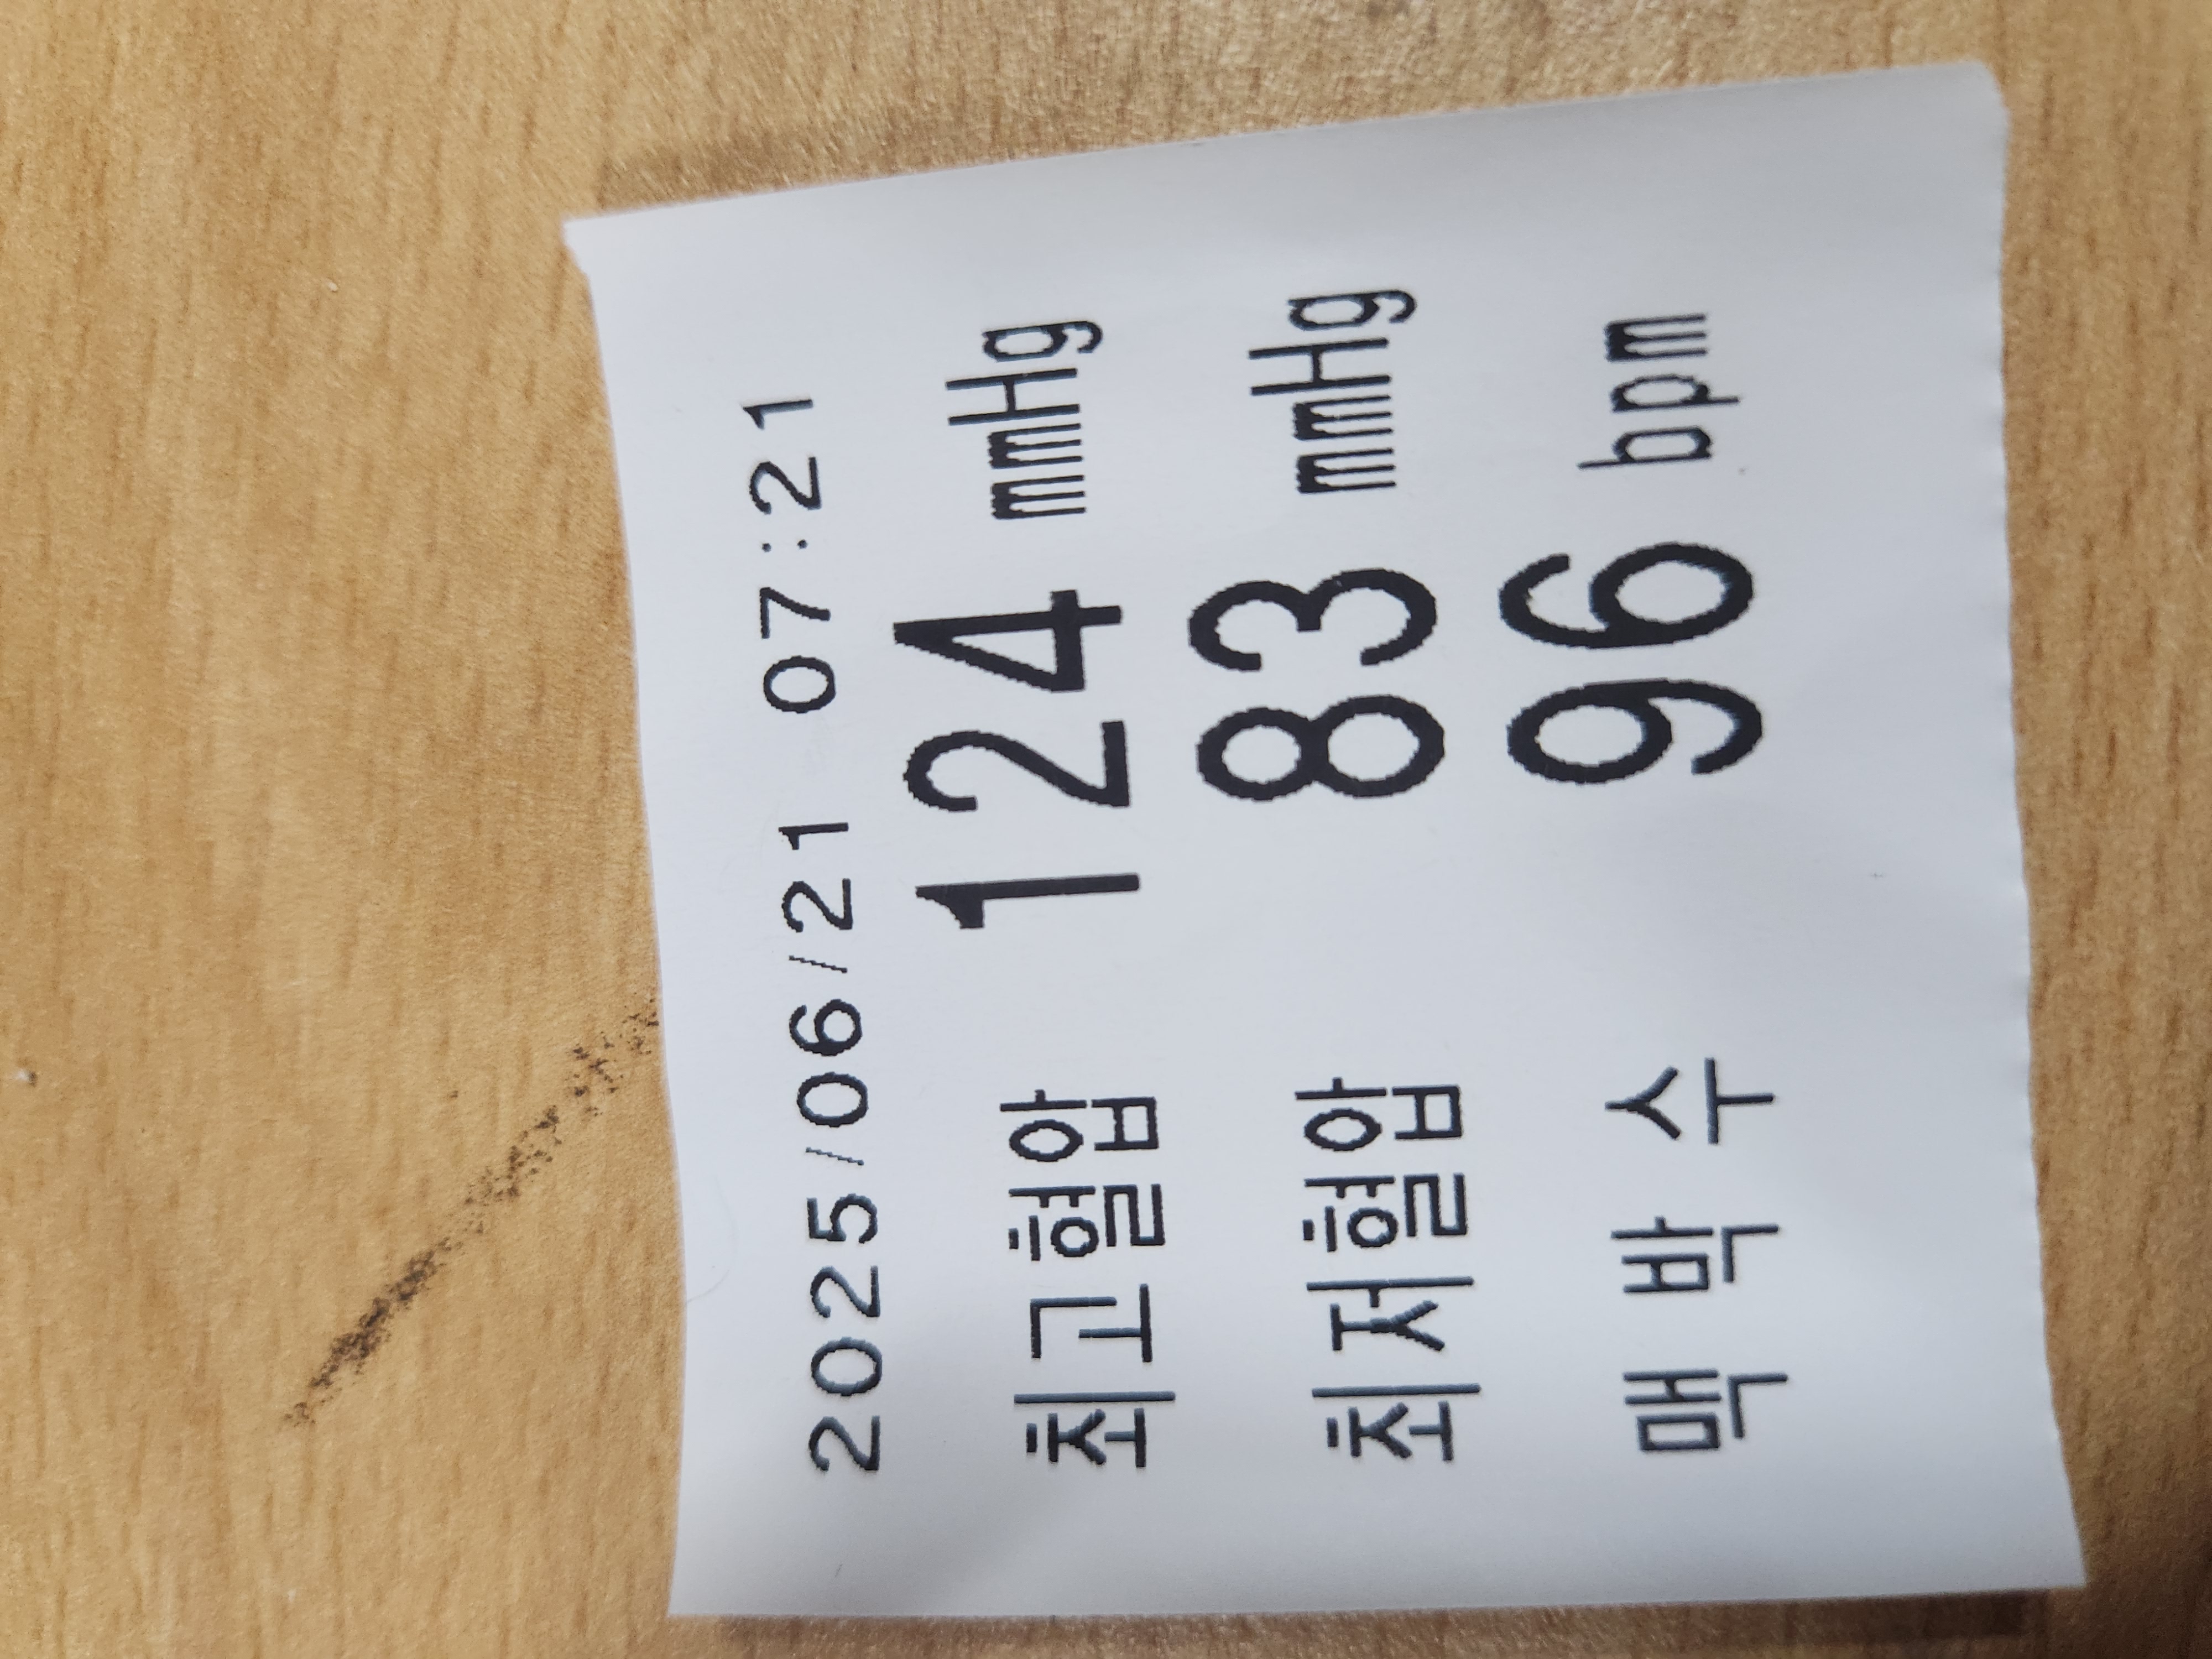 2025/06/21 07:21
최고혈압 124 mmHg
최저혈압 83 mmHg
맥 박 수 96 bpm